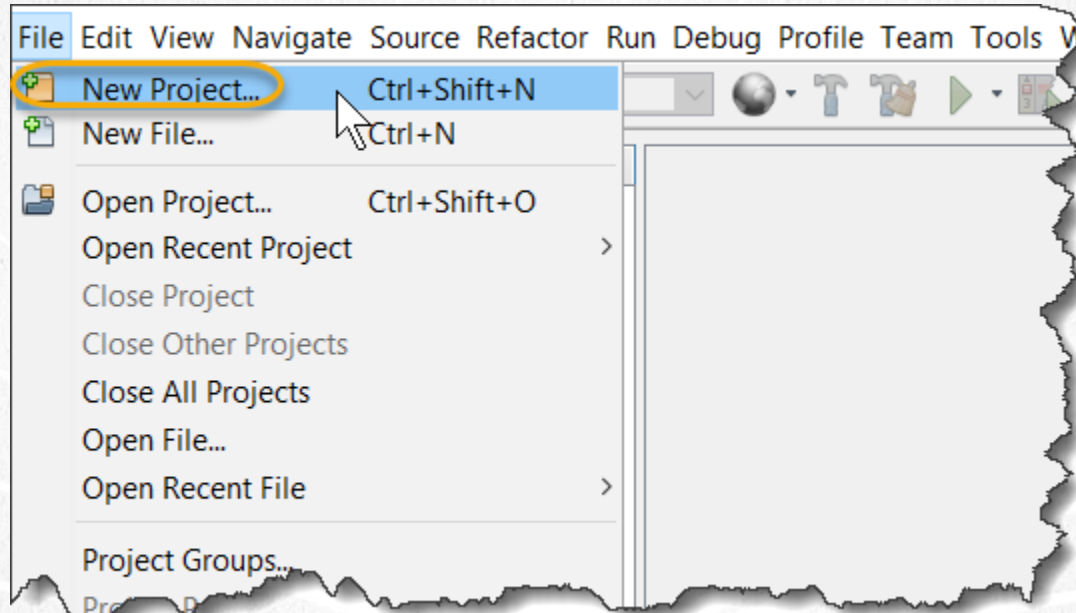 File Edit View Navigate Source Refactor Run Debug Profile Team Tools
New Project... Ctrl+Shift+N
New File... Ctrl+N
Open Project... Ctrl+Shift+O
Open Recent Project
Close Project
Close Other Projects
Close All Projects
Open File...
Open Recent File
Project Groups...